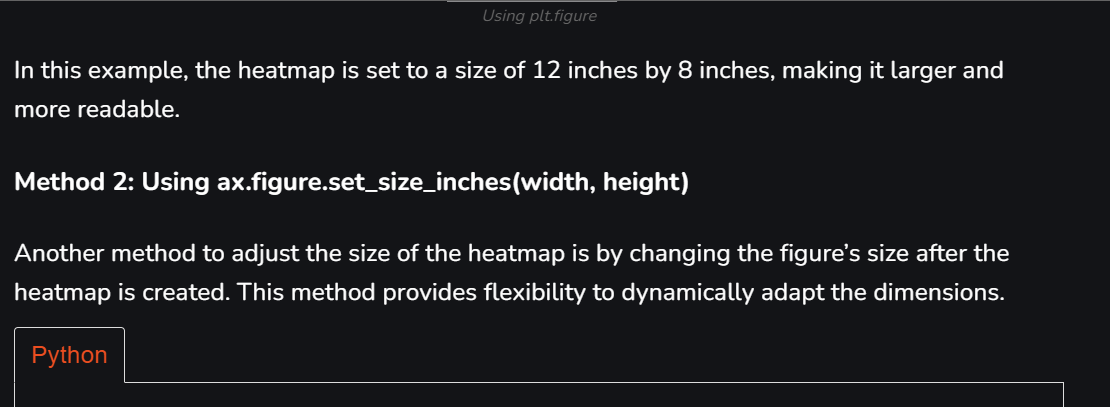 Using plt.figure
In this example, the heatmap is set to a size of 12 inches by 8 inches, making it larger and
more readable.
Method 2: Using ax.figure.set_size_inches(width, height)
Another method to adjust the size of the heatmap is by changing the figure’s size after the
heatmap is created. This method provides flexibility to dynamically adapt the dimensions.
Python